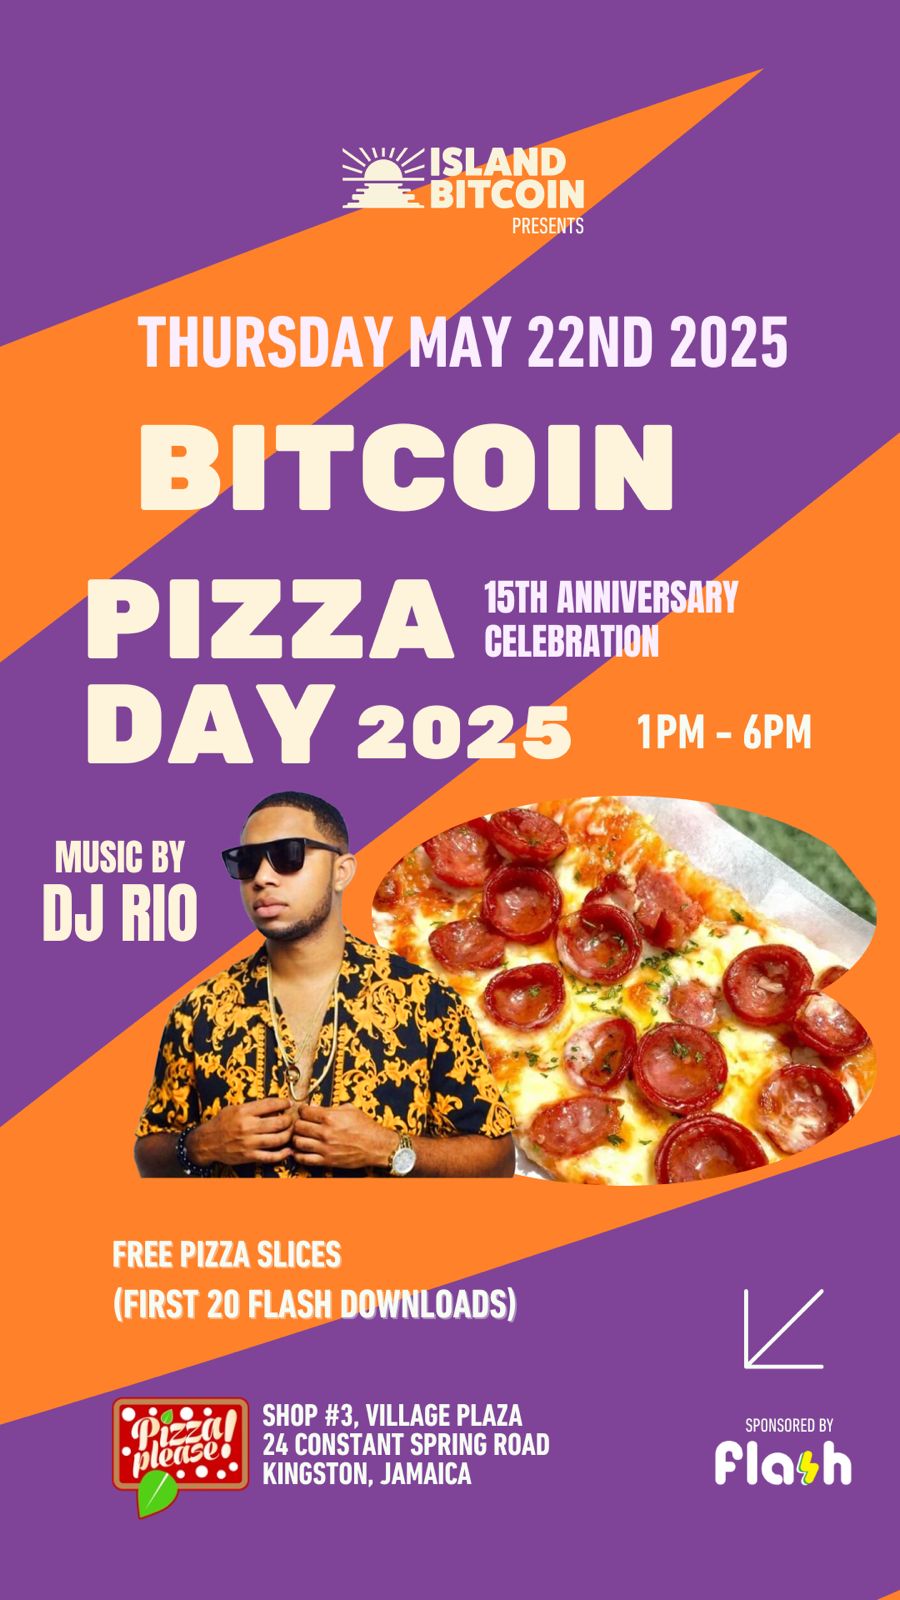 ISLAND
BITCOIN
PRESENTS
THURSDAY MAY 22ND 2025
BITCOIN
PIZZA
15TH ANNIVERSARY
CELEBRATION
DAY 2025
1PM - 6PM
MUSIC BY
DJ RIO
FREE PIZZA SLICES
(FIRST 20 FLASH DOWNLOADS)
Pizza
please!
SHOP #3, VILLAGE PLAZA
24 CONSTANT SPRING ROAD
KINGSTON, JAMAICA
SPONSORED BY
Flash